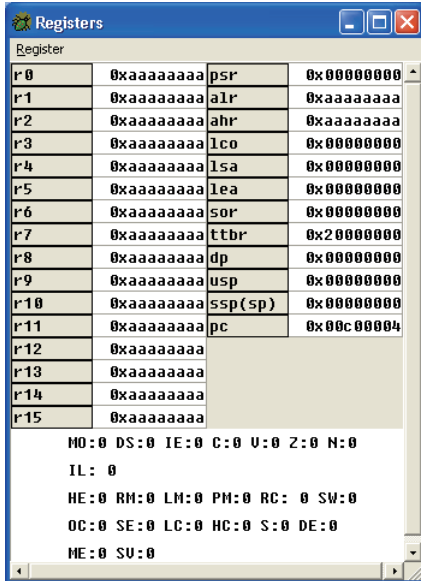 Registers
Register
r0 0xaaaaaaaa psr 0x00000000
r1 0xaaaaaaaa alr 0xaaaaaaaa
r2 0xaaaaaaaa ahr 0xaaaaaaaa
r3 0xaaaaaaaa lco 0x00000000
r4 0xaaaaaaaa lsa 0x00000000
r5 0xaaaaaaaa lea 0x00000000
r6 0xaaaaaaaa sor 0x00000000
r7 0xaaaaaaaa ttbr 0x20000000
r8 0xaaaaaaaa dp 0x00000000
r9 0xaaaaaaaa usp 0x00000000
r10 0xaaaaaaaa ssp(sp) 0x00000000
r11 0xaaaaaaaa pc 0x00c00004
r12 0xaaaaaaaa
r13 0xaaaaaaaa
r14 0xaaaaaaaa
r15 0xaaaaaaaa
MO:0 DS:0 IE:0 C:0 V:0 Z:0 N:0
IL: 0
HE:0 RM:0 LM:0 PM:0 RC: 0 SW:0
OC:0 SE:0 LC:0 HC:0 S:0 DE:0
ME:0 SV:0